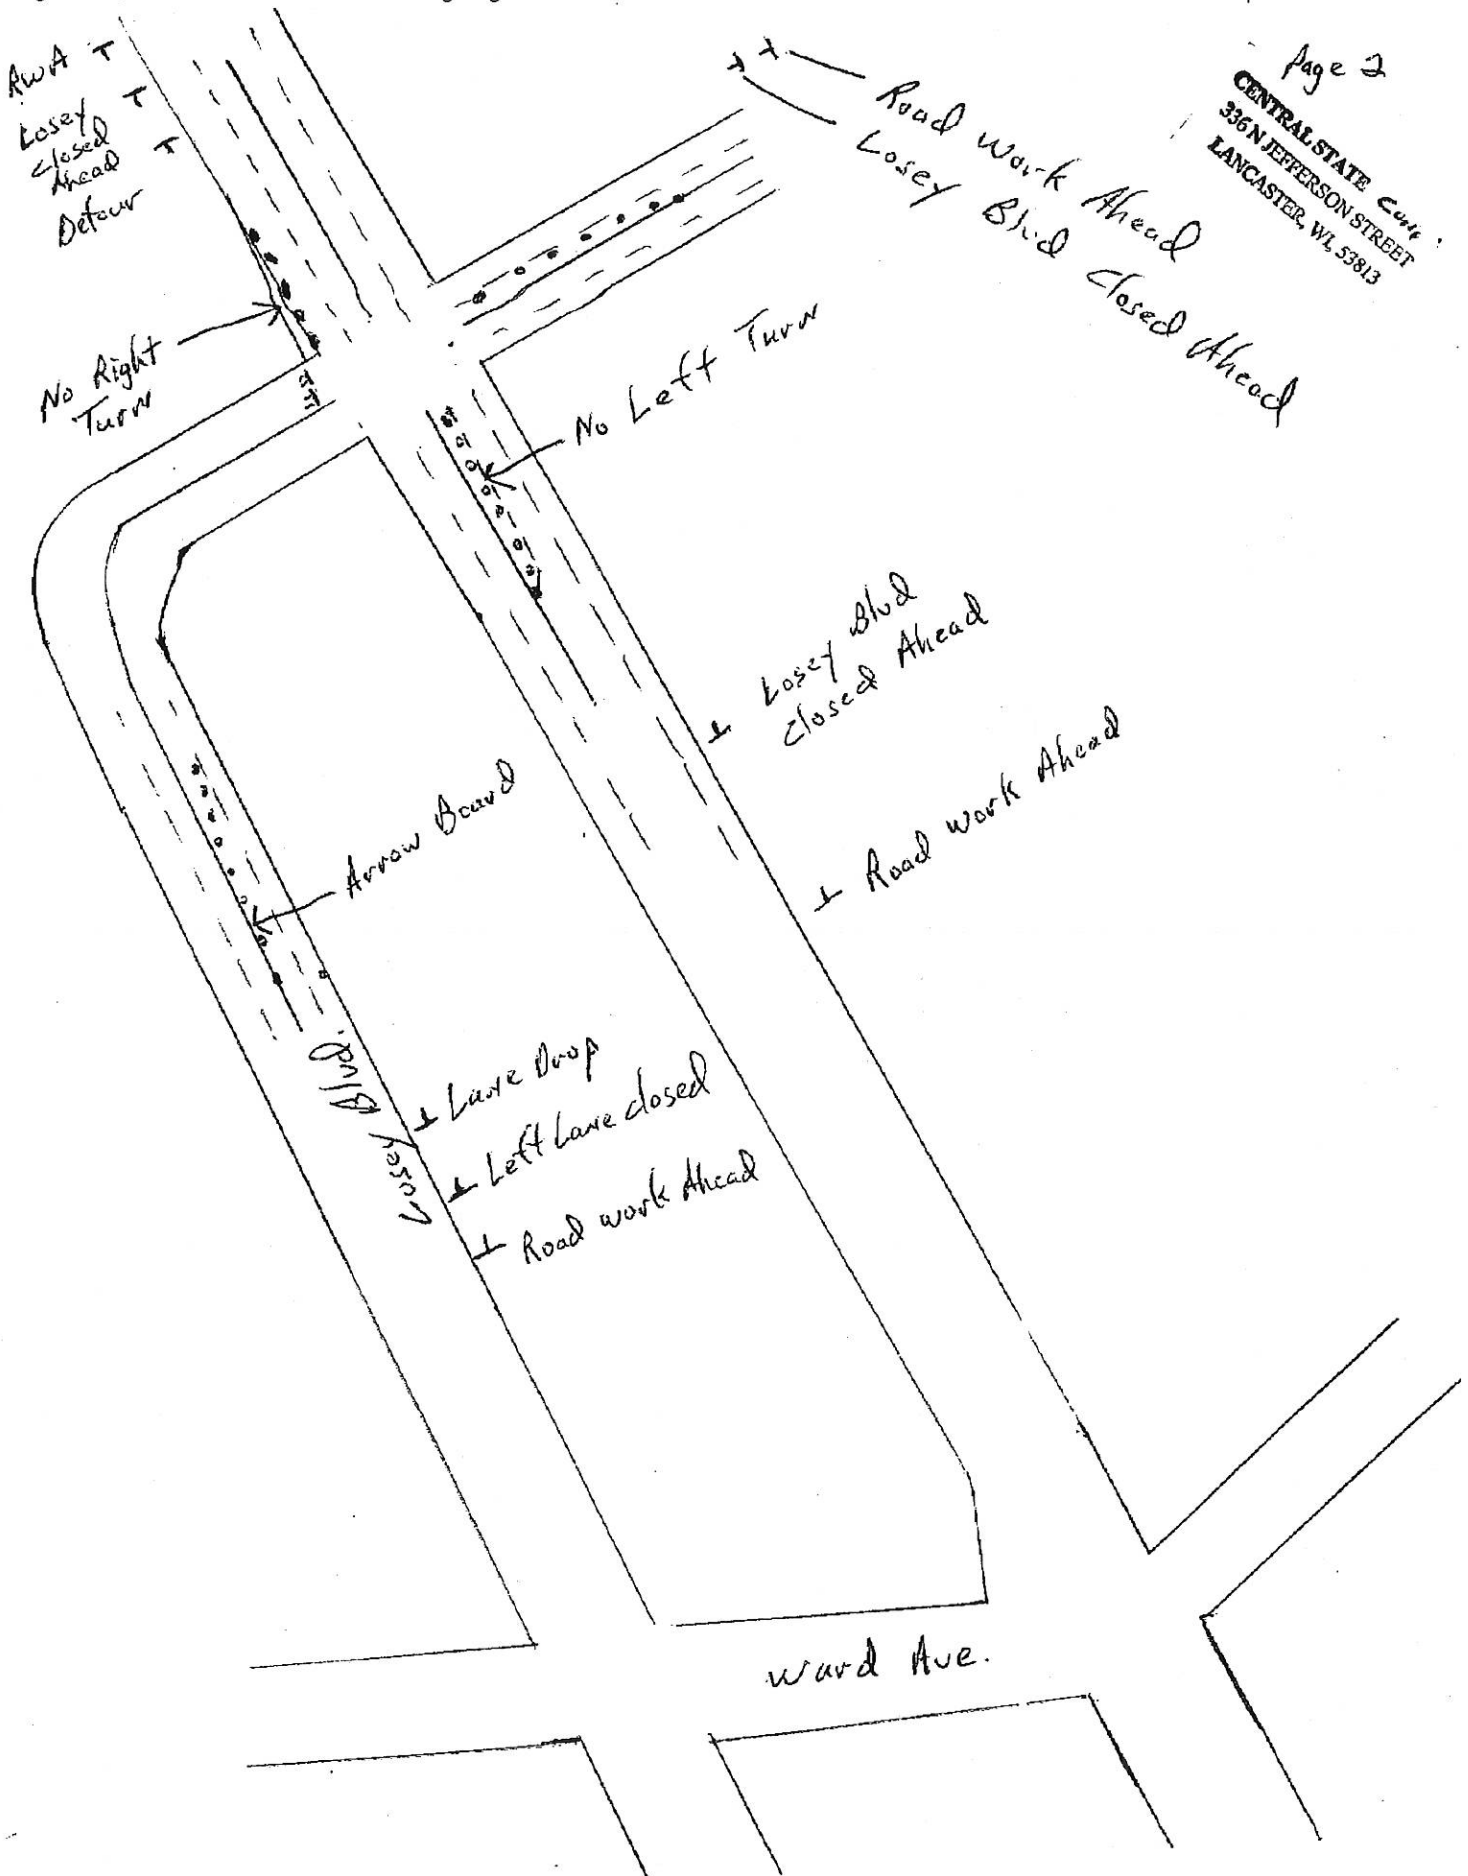 Page 2
CENTRAL STATE
336 N JEFFERSON STREET
LANCASTER, WI, 53813
RWA
Losey
closed
Ahead
Detour
Road Work Ahead
Losey Blvd Closed Ahead
No Right
Turn
No Left Turn
Losey Blvd
Closed Ahead
Road Work Ahead
Arrow Board
Losey Blvd.
Lane Drop
Left Lane closed
Road work Ahead
Ward Ave.